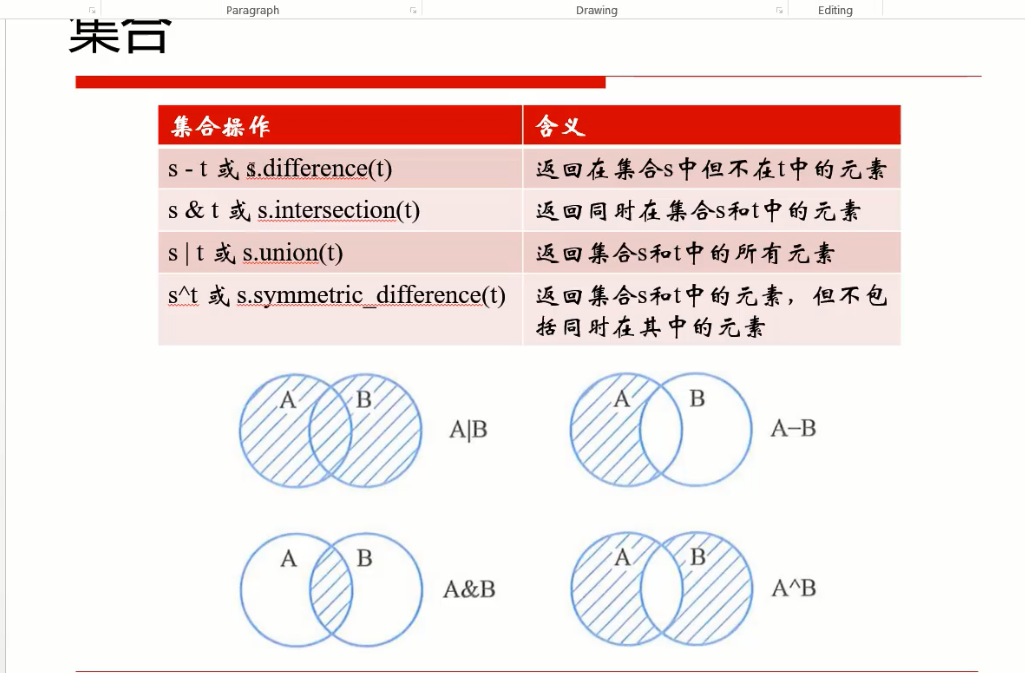 Paragraph
Drawing
Editing
集合
集合操作
含义
s - t 或 s.difference(t)
返回在集合s中但不在t中的元素
s & t 或 s.intersection(t)
返回同时在集合s和t中的元素
s | t 或 s.union(t)
返回集合s和t中的所有元素
s^t 或 s.symmetric_difference(t)
返回集合s和t中的元素，但不包
括同时在其中的元素
A
B
A|B
A
B
A−B
A
B
A&B
A
B
A^B